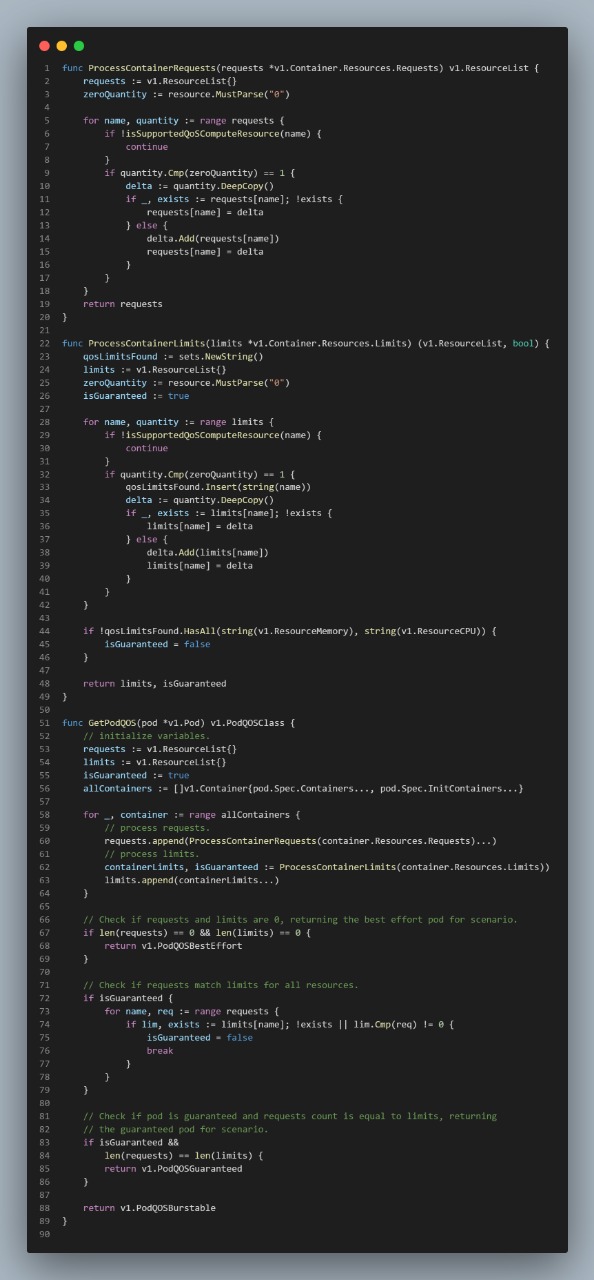 1 func ProcessContainerRequests(requests *v1.Container.Resources.Requests) v1.ResourceList {
2     requests := v1.ResourceList{}
3     zeroQuantity := resource.MustParse("0")
4
5     for name, quantity := range requests {
6         if !isSupportedQoSComputeResource(name) {
7             continue
8         }
9         if quantity.Cmp(zeroQuantity) == 1 {
10             delta := quantity.DeepCopy()
11             if _, exists := requests[name]; !exists {
12                 requests[name] = delta
13             } else {
14                 delta.Add(requests[name])
15                 requests[name] = delta
16             }
17         }
18     }
19     return requests
20 }
21
22 func ProcessContainerLimits(limits *v1.Container.Resources.Limits) (v1.ResourceList, bool) {
23     qosLimitsFound := sets.NewString()
24     limits := v1.ResourceList{}
25     zeroQuantity := resource.MustParse("0")
26     isGuaranteed := true
27
28     for name, quantity := range limits {
29         if !isSupportedQoSComputeResource(name) {
30             continue
31         }
32         if quantity.Cmp(zeroQuantity) == 1 {
33             qosLimitsFound.Insert(string(name))
34             delta := quantity.DeepCopy()
35             if _, exists := limits[name]; !exists {
36                 limits[name] = delta
37             } else {
38                 delta.Add(limits[name])
39                 limits[name] = delta
40             }
41         }
42     }
43
44     if !qosLimitsFound.HasAll(string(v1.ResourceMemory), string(v1.ResourceCPU)) {
45         isGuaranteed = false
46     }
47
48     return limits, isGuaranteed
49 }
50
51 func GetPodQOS(pod *v1.Pod) v1.PodQOSClass {
52     // initialize variables.
53     requests := v1.ResourceList{}
54     limits := v1.ResourceList{}
55     isGuaranteed := true
56     allContainers := []v1.Container{pod.Spec.Containers..., pod.Spec.InitContainers...}
57
58     for _, container := range allContainers {
59         // process requests.
60         requests.append(ProcessContainerRequests(container.Resources.Requests)...)
61         // process limits.
62         containerLimits, isGuaranteed := ProcessContainerLimits(container.Resources.Limits))
63         limits.append(containerLimits...)
64     }
65
66     // Check if requests and limits are 0, returning the best effort pod for scenario.
67     if len(requests) == 0 && len(limits) == 0 {
68         return v1.PodQOSBestEffort
69     }
70
71     // Check if requests match limits for all resources.
72     if isGuaranteed {
73         for name, req := range requests {
74             if lim, exists := limits[name]; !exists || lim.Cmp(req) != 0 {
75                 isGuaranteed = false
76                 break
77             }
78         }
79     }
80
81     // Check if pod is guaranteed and requests count is equal to limits, returning
82     // the guaranteed pod for scenario.
83     if isGuaranteed &&
84         len(requests) == len(limits) {
85         return v1.PodQOSGuaranteed
86     }
87
88     return v1.PodQOSBurstable
89 }
90